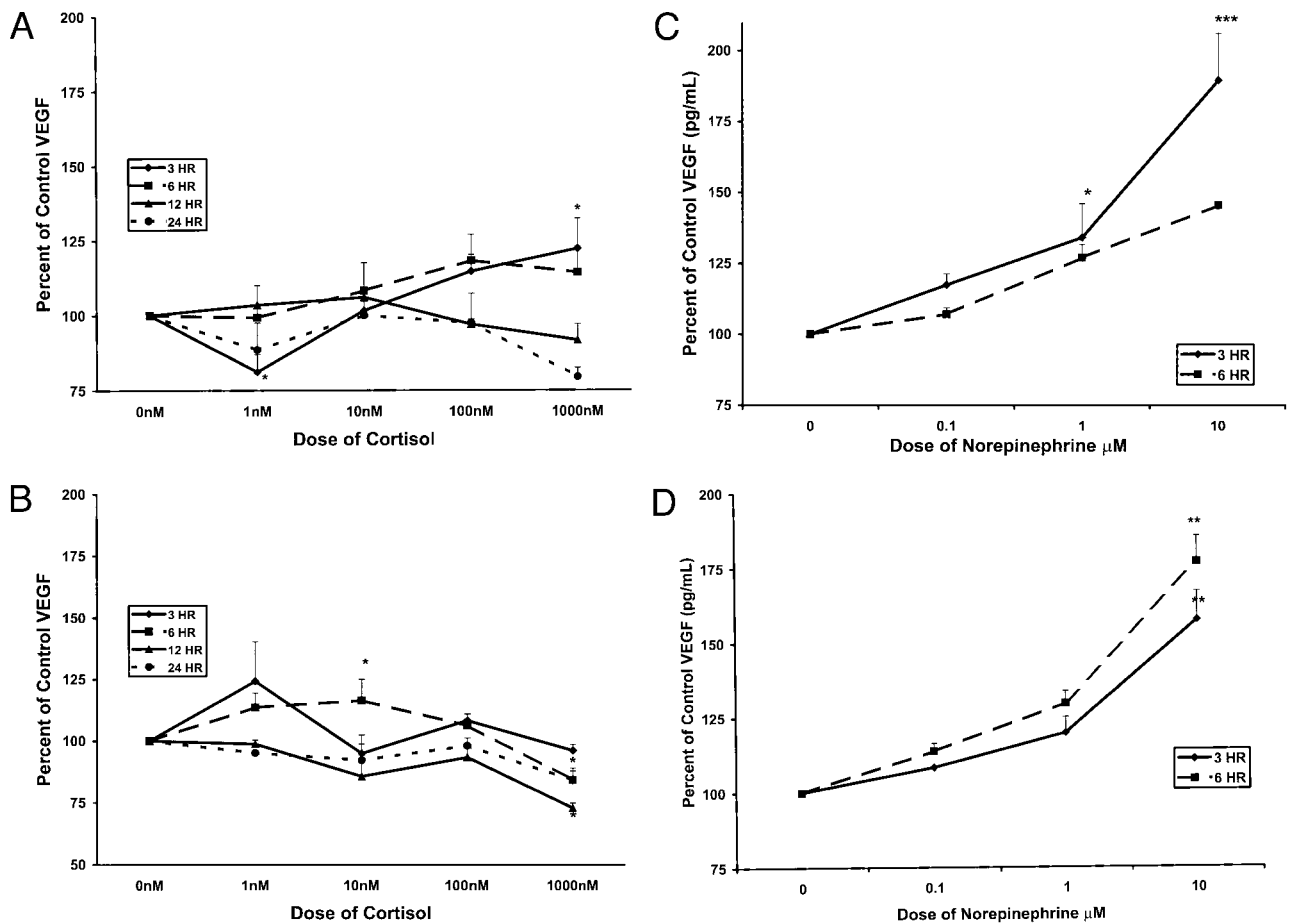 A
200
175
150
125
100
75
Percent of Control VEGF
3 HR
6 HR
12 HR
24 HR
*
*
0nM
1nM
10nM
100nM
1000nM
Dose of Cortisol
B
200
175
150
125
100
75
50
Percent of Control VEGF
3 HR
6 HR
12 HR
24 HR
*
*
*
0nM
1nM
10nM
100nM
1000nM
Dose of Cortisol
C
200
175
150
125
100
75
Percent of Control VEGF (pg/mL)
***
*
3 HR
6 HR
0
0.1
1
10
Dose of Norepinephrine μM
D
200
175
150
125
100
75
Percent of Control VEGF (pg/mL)
**
**
3 HR
6 HR
0
0.1
1
10
Dose of Norepinephrine μM